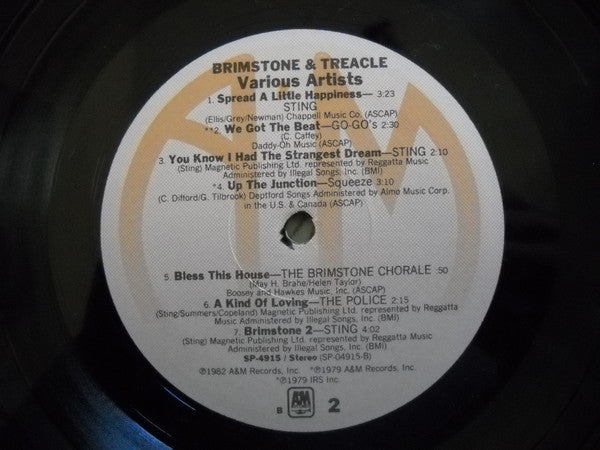 BRIMSTONE & TREACLE
Various Artists
1. Spread A Little Happiness— 3:23
STING
(Ellis/Grey/Newman) Chappell Music Co. (ASCAP)
**2. We Got The Beat—GO-GO's 2:30
(C. Caffey)
Daddy-Oh Music (ASCAP)
3. You Know I Had The Strangest Dream—STING 2:10
(Sting) Magnetic Publishing Ltd. represented by Reggatta Music
Administered by Illegal Songs, Inc. (BMI)
*4. Up The Junction—Squeeze 3:10
(C. Difford/G. Tilbrook) Deptford Songs Administered by Almo Music Corp.
in the U.S. & Canada (ASCAP)
5. Bless This House—THE BRIMSTONE CHORALE :50
(May H. Brahe/Helen Taylor)
Boosey and Hawkes Music, Inc. (ASCAP)
6. A Kind Of Loving—THE POLICE 2:15
(Sting/Summers/Copeland) Magnetic Publishing Ltd. represented by Reggatta
Music Administered by Illegal Songs, Inc. (BMI)
7. Brimstone 2—STING 4:02
(Sting) Magnetic Publishing Ltd. represented by Reggatta Music
Administered by Illegal Songs, Inc. (BMI)
SP-4915 / Stereo (SP-04915-B)
℗1982 A&M Records, Inc. *℗1979 A&M Records, Inc.
*℗1979 IRS Inc.
B A&M 2